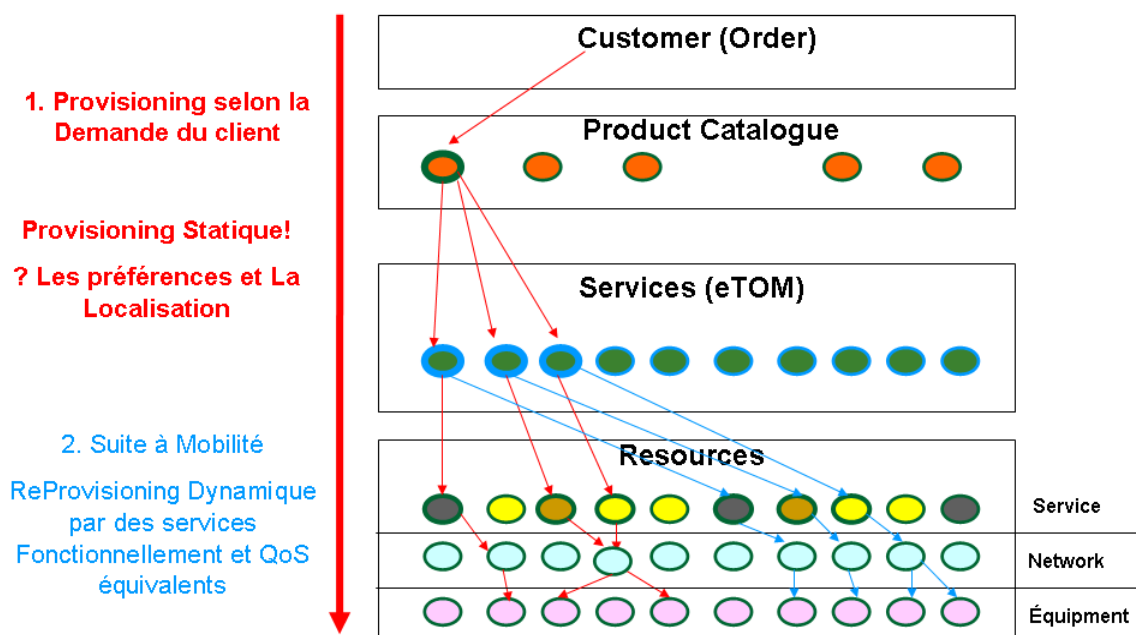 Customer (Order)
1. Provisioning selon la
Demande du client
Product Catalogue
Provisioning Statique!
? Les préférences et La
Localisation
Services (eTOM)
2. Suite à Mobilité
ReProvisioning Dynamique
par des services
Fonctionnellement et QoS
équivalents
Resources
Service
Network
Équipment